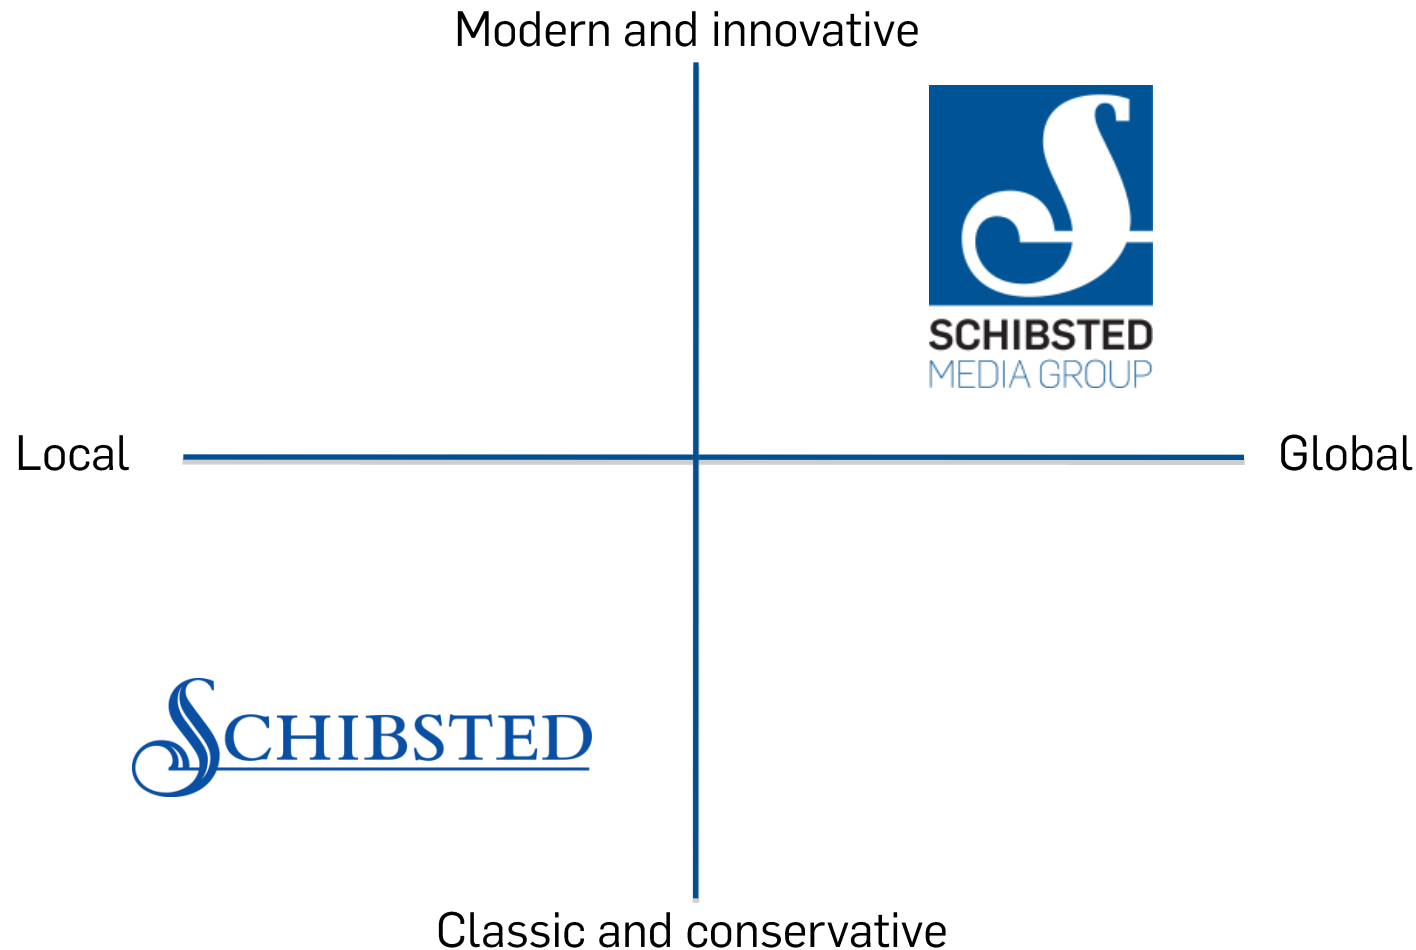 Modern and innovative
S
SCHIBSTED
MEDIA GROUP
Local
Global
SCHIBSTED
Classic and conservative